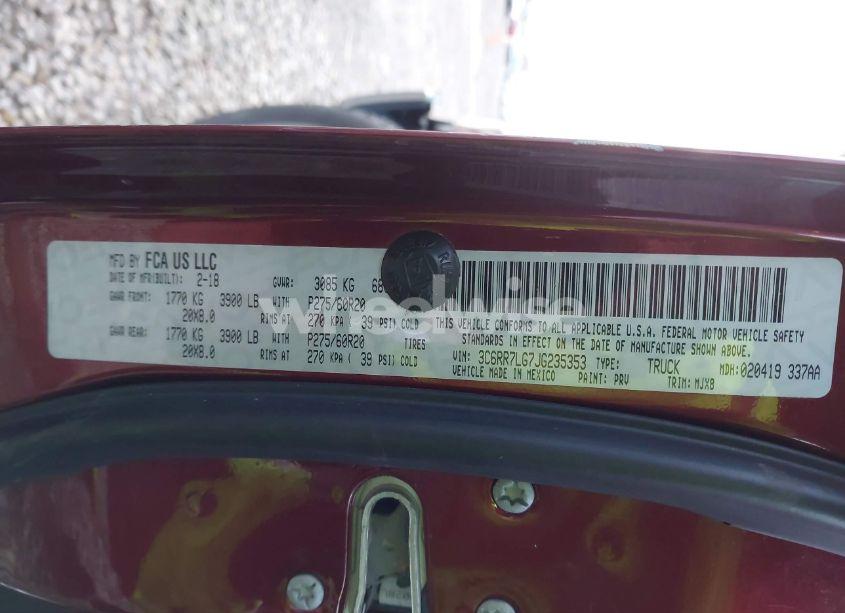 MFD BY FCA US LLC
DATE OF MFR(BUILT): 2-18 GVWR: 3085 KG 68
GAWR FRONT: 1770 KG 3900 LB WITH P275/60R20
20X8.0 RIMS AT 270 KPA ( 39 PSI) COLD
GAWR REAR: 1770 KG 3900 LB WITH P275/60R20 TIRES
20X8.0 RIMS AT 270 KPA ( 39 PSI) COLD
THIS VEHICLE CONFORMS TO ALL APPLICABLE U.S.A. FEDERAL MOTOR VEHICLE SAFETY
STANDARDS IN EFFECT ON THE DATE OF MANUFACTURE SHOWN ABOVE.
VIN: 3C6RR7LG7JG235353 TYPE: TRUCK MDH: 020419 337AA
VEHICLE MADE IN MEXICO PAINT: PRV TRIM: MJX8
wheelwise